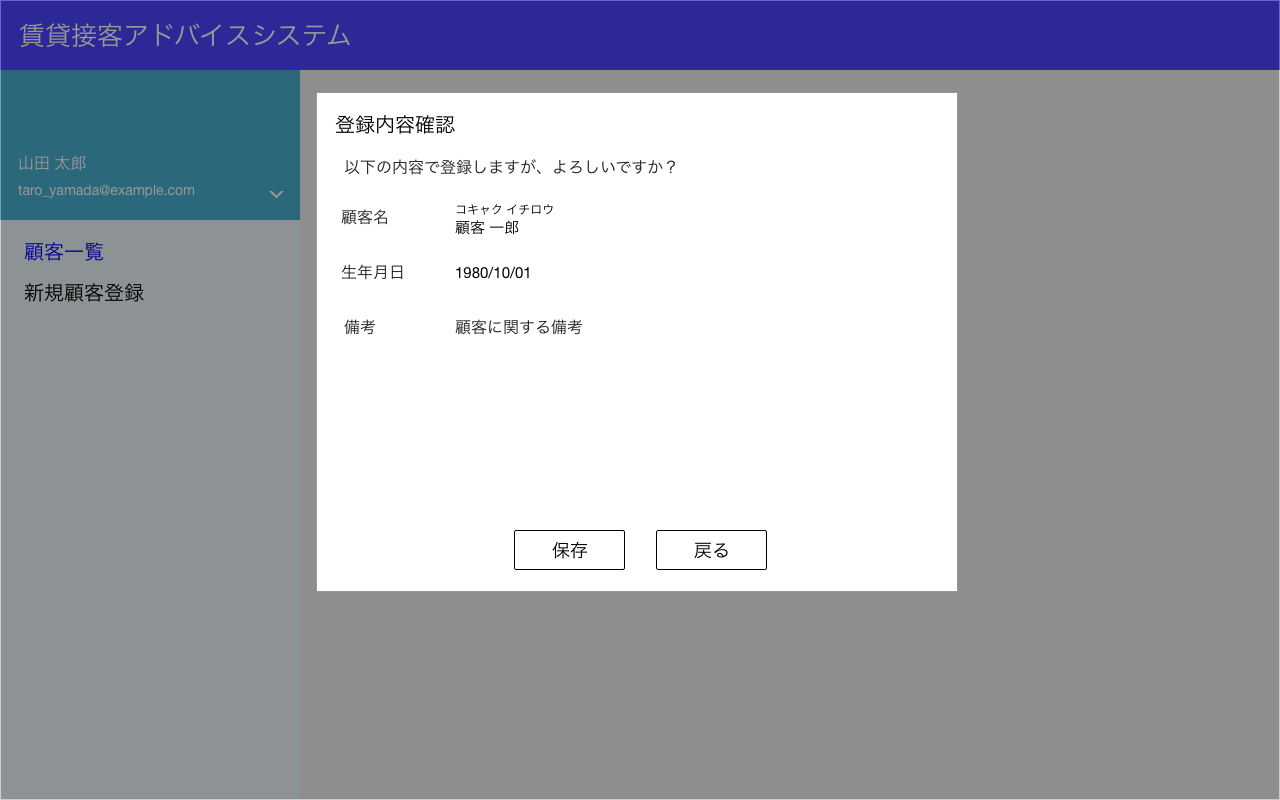 賃貸接客アドバイスシステム
山田 太郎
taro_yamada@example.com
顧客一覧
新規顧客登録
登録内容確認
以下の内容で登録しますが、よろしいですか？
顧客名
コキャク イチロウ
顧客 一郎
生年月日
1980/10/01
備考
顧客に関する備考
保存
戻る